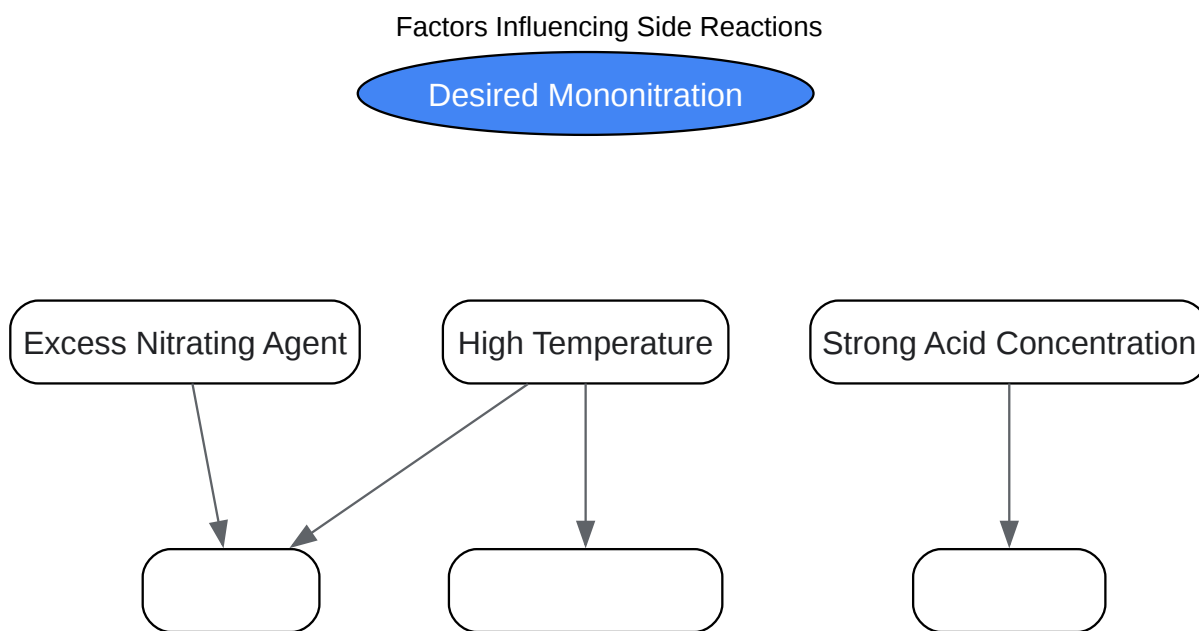 Factors Influencing Side Reactions
Desired Mononitration
Excess Nitrating Agent
High Temperature
Strong Acid Concentration